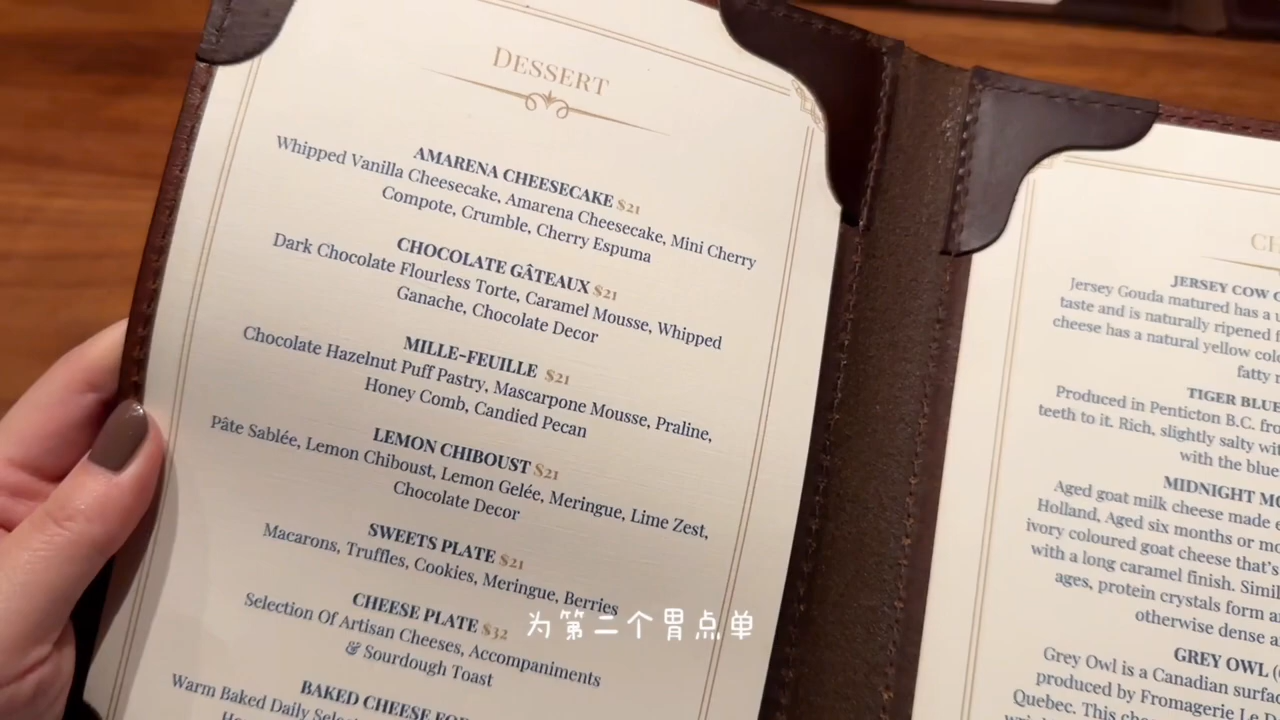 DESSERT
AMARENA CHEESECAKE $21
Whipped Vanilla Cheesecake, Amarena Cheesecake, Mini Cherry
Compote, Crumble, Cherry Espuma
CHOCOLATE GÂTEAUX $21
Dark Chocolate Flourless Torte, Caramel Mousse, Whipped
Ganache, Chocolate Decor
MILLE-FEUILLE $21
Chocolate Hazelnut Puff Pastry, Mascarpone Mousse, Praline,
Honey Comb, Candied Pecan
LEMON CHIBOUST $21
Pâte Sablée, Lemon Chiboust, Lemon Gelée, Meringue, Lime Zest,
Chocolate Decor
SWEETS PLATE $21
Macarons, Truffles, Cookies, Meringue, Berries
CHEESE PLATE $32
Selection Of Artisan Cheeses, Accompaniments
& Sourdough Toast
BAKED CHEESE FOR
Warm Baked Daily
为第二个胃点单
JERSEY COW
Jersey Gouda matured has a
taste and is naturally ripened
cheese has a natural yellow
fatty
TIGER BLUE
Produced in Penticton B.C.
teeth to it. Rich, slightly salty
with the blue
MIDNIGHT
Aged goat milk cheese made
Holland, Aged six months or
ivory coloured goat cheese that's
with a long caramel finish.
ages, protein crystals form
otherwise dense
GREY OWL
Grey Owl is a Canadian
produced by Fromagerie Le
Quebec. This